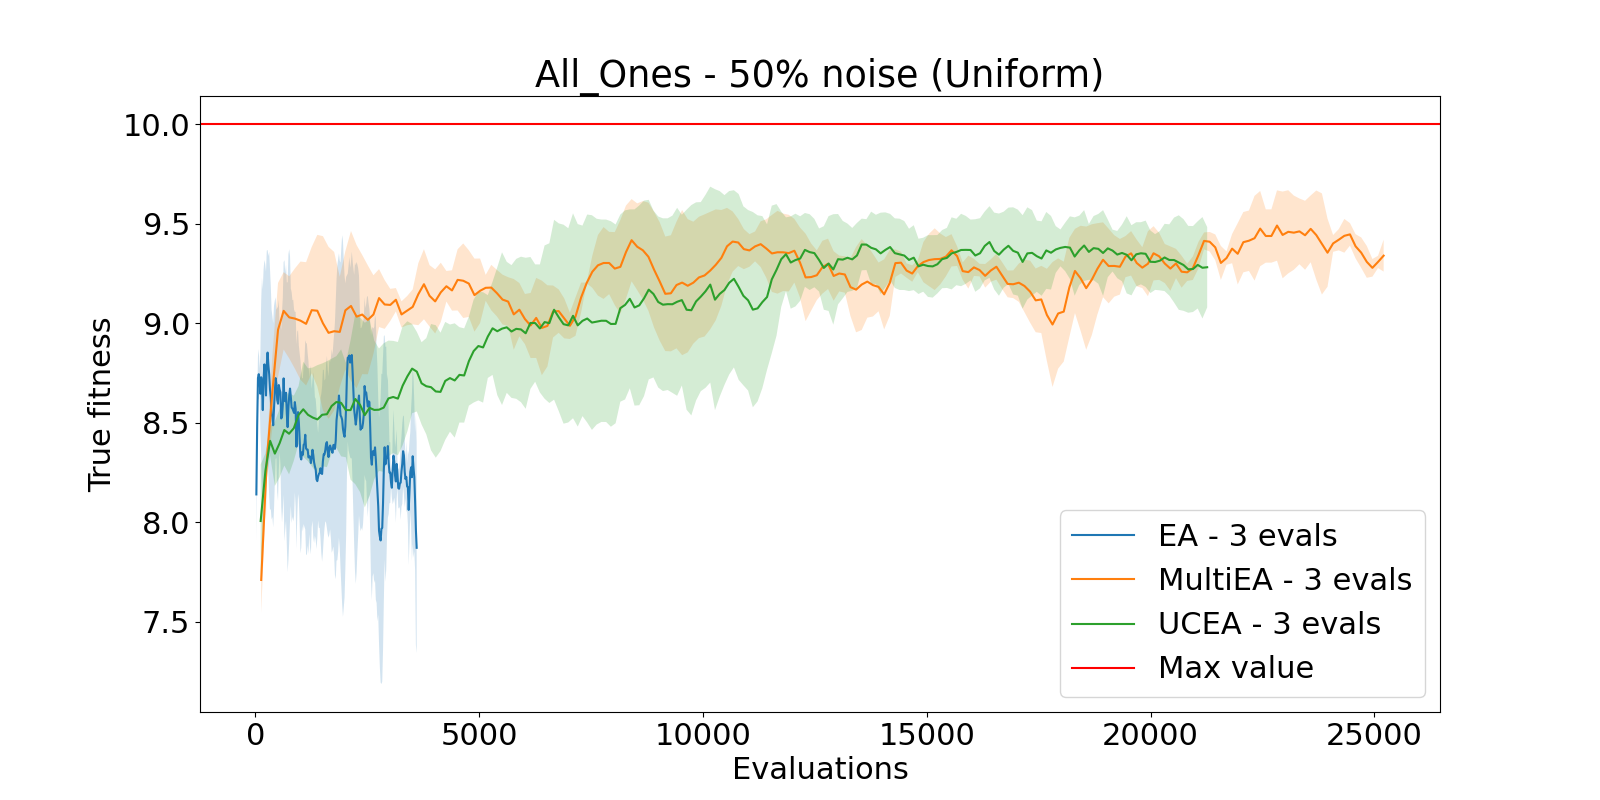 All_Ones - 50% noise (Uniform)
10.0
9.5
9.0
8.5
8.0
7.5
True fitness
EA - 3 evals
MultiEA - 3 evals
UCEA - 3 evals
Max value
0 5000 10000 15000 20000 25000
Evaluations